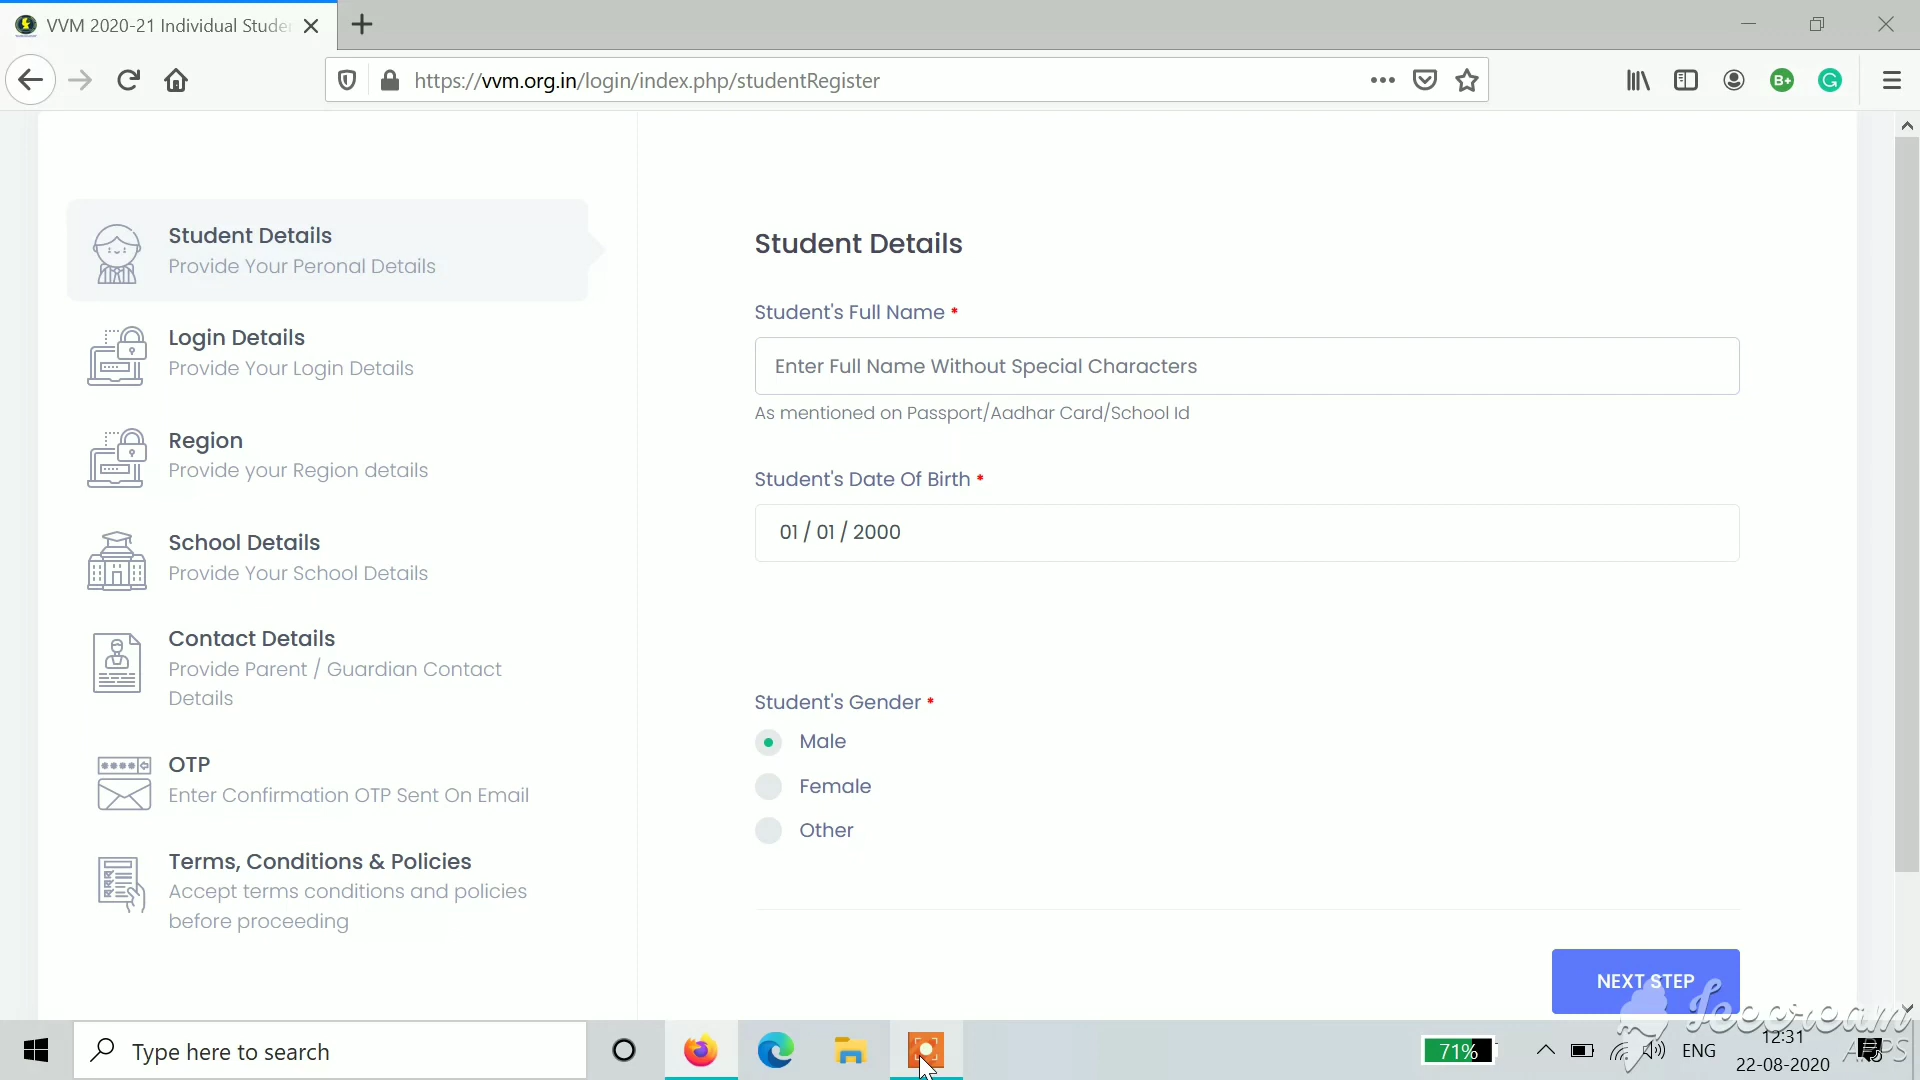 VVM 2020-21 Individual Stude
https://vvm.org.in/login/index.php/studentRegister
Student Details
Provide Your Peronal Details
Login Details
Provide Your Login Details
Region
Provide your Region details
School Details
Provide Your School Details
Contact Details
Provide Parent / Guardian Contact
Details
OTP
Enter Confirmation OTP Sent On Email
Terms, Conditions & Policies
Accept terms conditions and policies
before proceeding
Student Details
Student's Full Name *
Enter Full Name Without Special Characters
As mentioned on Passport/Aadhar Card/School Id
Student's Date Of Birth *
01 / 01 / 2000
Student's Gender *
Male
Female
Other
NEXT STEP
Icecream
APPS
Type here to search
71%
ENG
12:31
22-08-2020